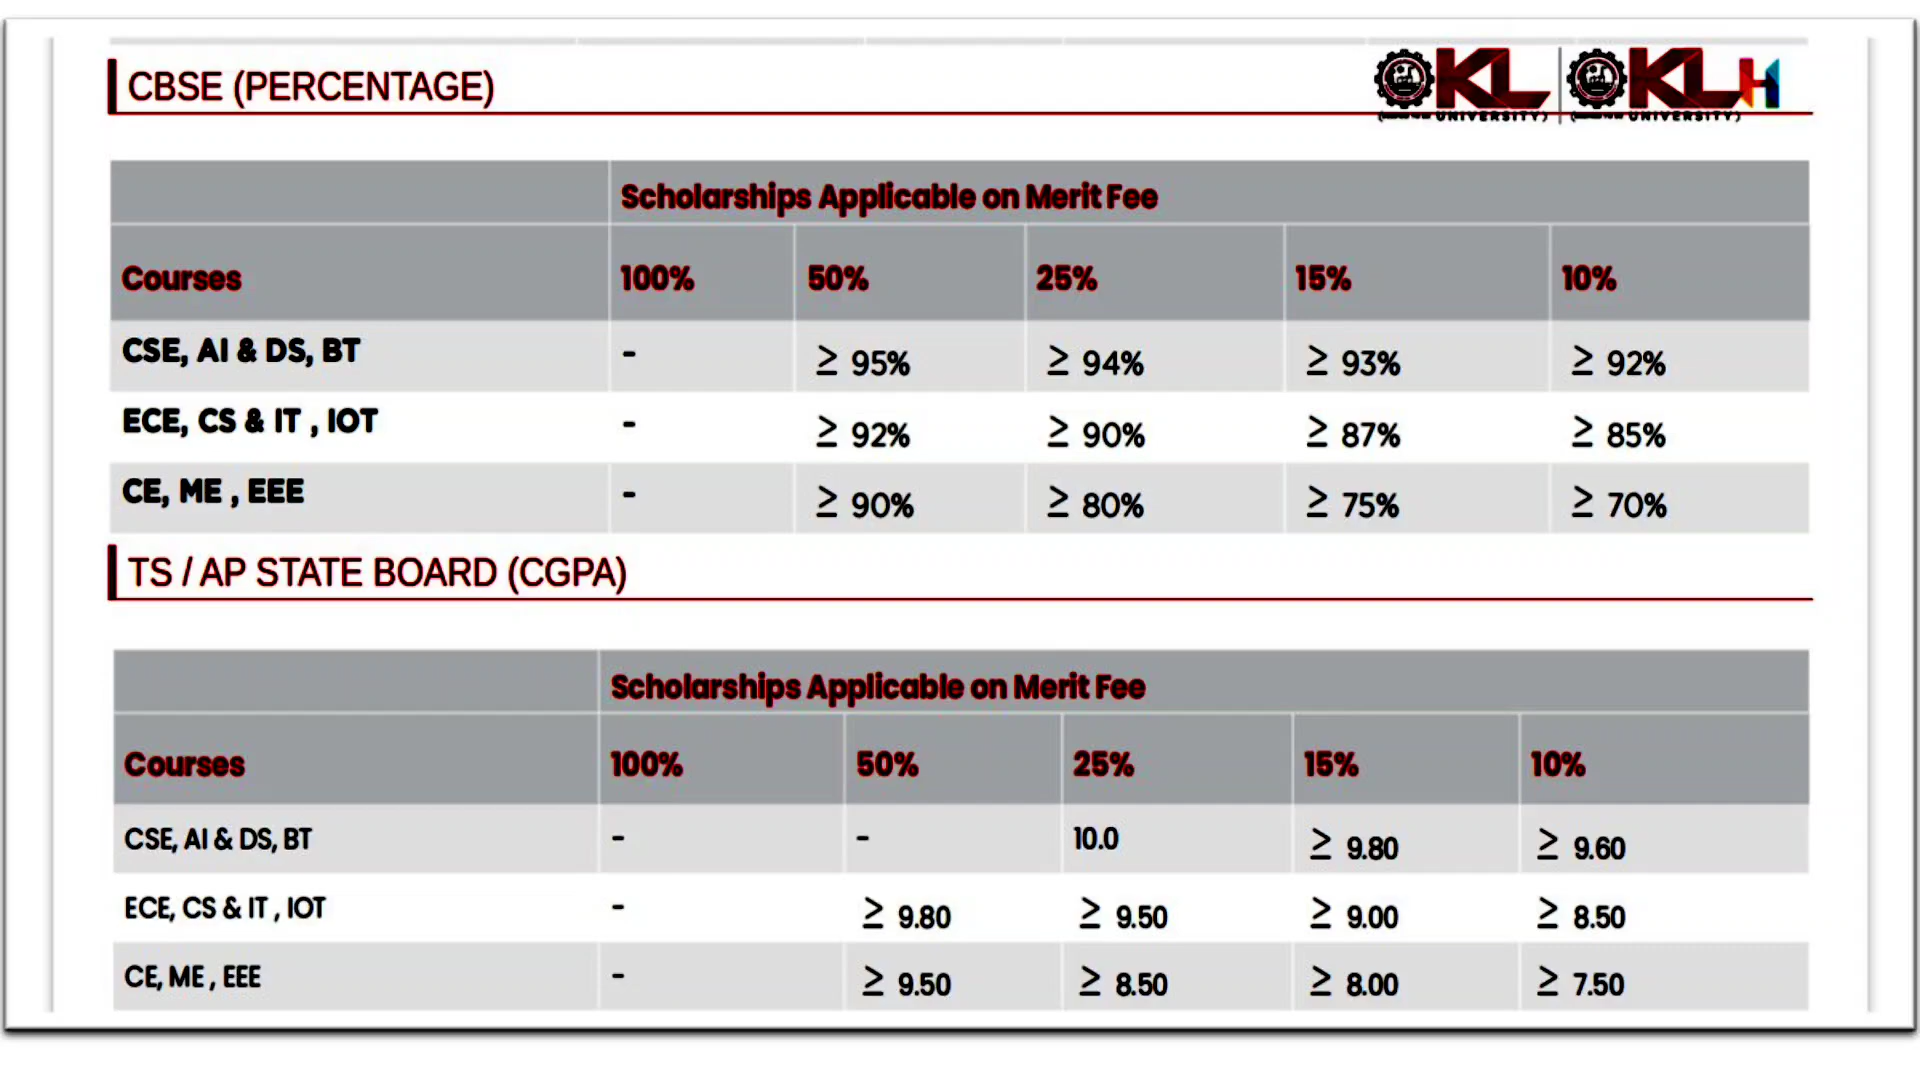 CBSE (PERCENTAGE)
KL
UNIVERSITY)
KLH
UNIVERSITY)
Scholarships Applicable on Merit Fee
Courses 100% 50% 25% 15% 10%
CSE, AI & DS, BT - ≥ 95% ≥ 94% ≥ 93% ≥ 92%
ECE, CS & IT , IOT - ≥ 92% ≥ 90% ≥ 87% ≥ 85%
CE, ME , EEE - ≥ 90% ≥ 80% ≥ 75% ≥ 70%
TS / AP STATE BOARD (CGPA)
Scholarships Applicable on Merit Fee
Courses 100% 50% 25% 15% 10%
CSE, AI & DS, BT - - 10.0 ≥ 9.80 ≥ 9.60
ECE, CS & IT , IOT - ≥ 9.80 ≥ 9.50 ≥ 9.00 ≥ 8.50
CE, ME , EEE - ≥ 9.50 ≥ 8.50 ≥ 8.00 ≥ 7.50